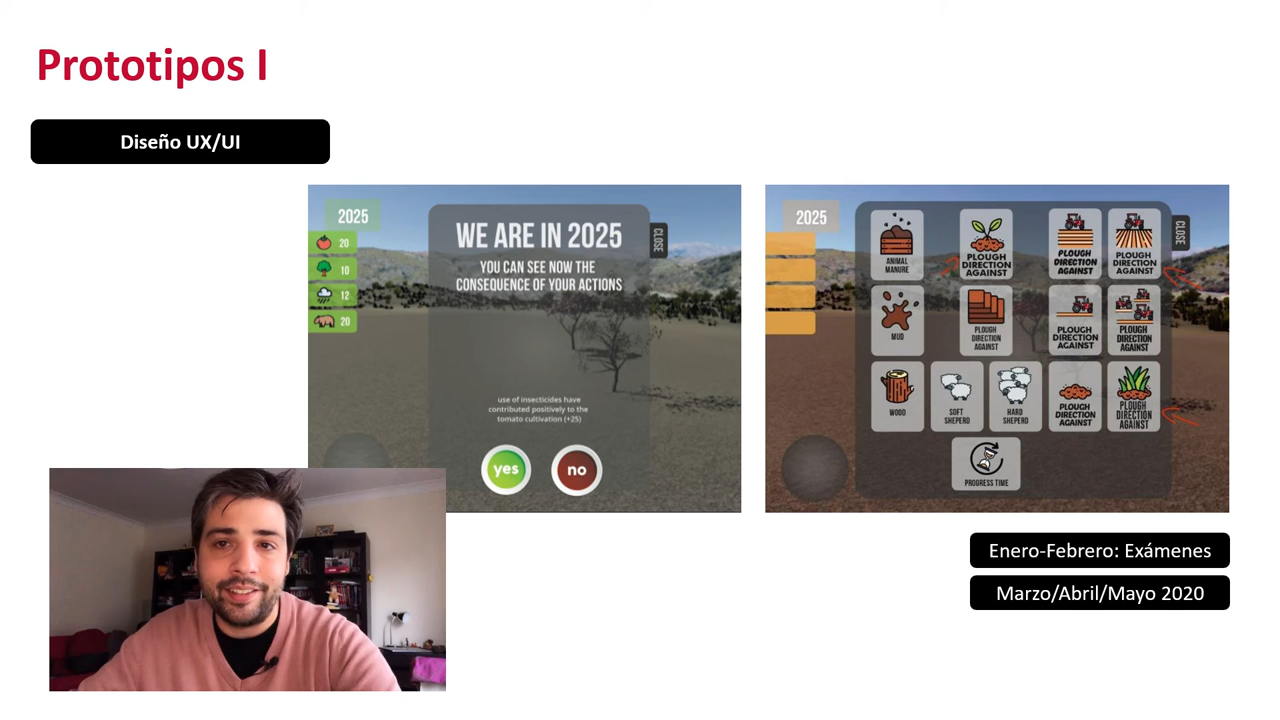 Prototipos I
Diseño UX/UI
2025
20
10
12
20
WE ARE IN 2025
YOU CAN SEE NOW THE
CONSEQUENCE OF YOUR ACTIONS
CLOSE
use of insecticides have
contributed positively to the
tomato cultivation (+25)
yes
no
2025
CLOSE
ANIMAL
MANURE
PLOUGH
DIRECTION
AGAINST
PLOUGH
DIRECTION
AGAINST
PLOUGH
DIRECTION
AGAINST
MUD
PLOUGH
DIRECTION
AGAINST
PLOUGH
DIRECTION
AGAINST
PLOUGH
DIRECTION
AGAINST
WOOD
SOFT
SHEPERD
HARD
SHEPERD
PLOUGH
DIRECTION
AGAINST
PLOUGH
DIRECTION
AGAINST
PROGRESS TIME
Enero-Febrero: Exámenes
Marzo/Abril/Mayo 2020